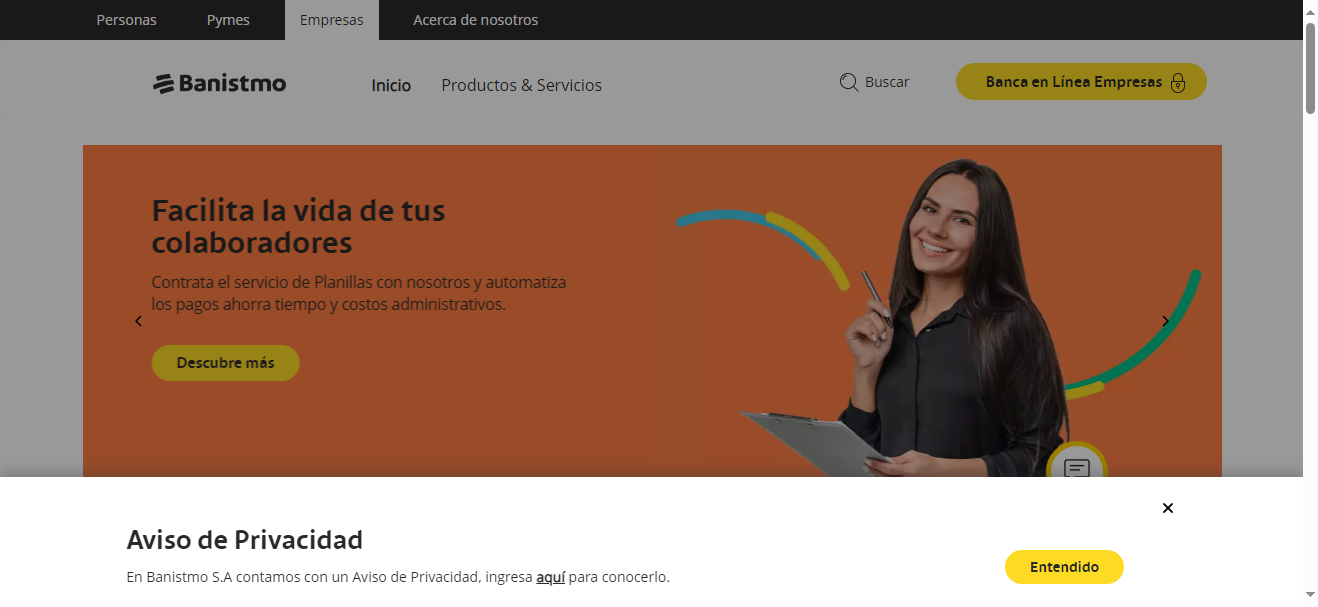 Personas Pymes Empresas Acerca de nosotros
Banistmo Inicio Productos & Servicios Buscar Banca en Línea Empresas
Facilita la vida de tus
colaboradores
Contrata el servicio de Planillas con nosotros y automatiza
los pagos ahorra tiempo y costos administrativos.
Descubre más
Aviso de Privacidad
En Banistmo S.A contamos con un Aviso de Privacidad, ingresa aquí para conocerlo.
Entendido